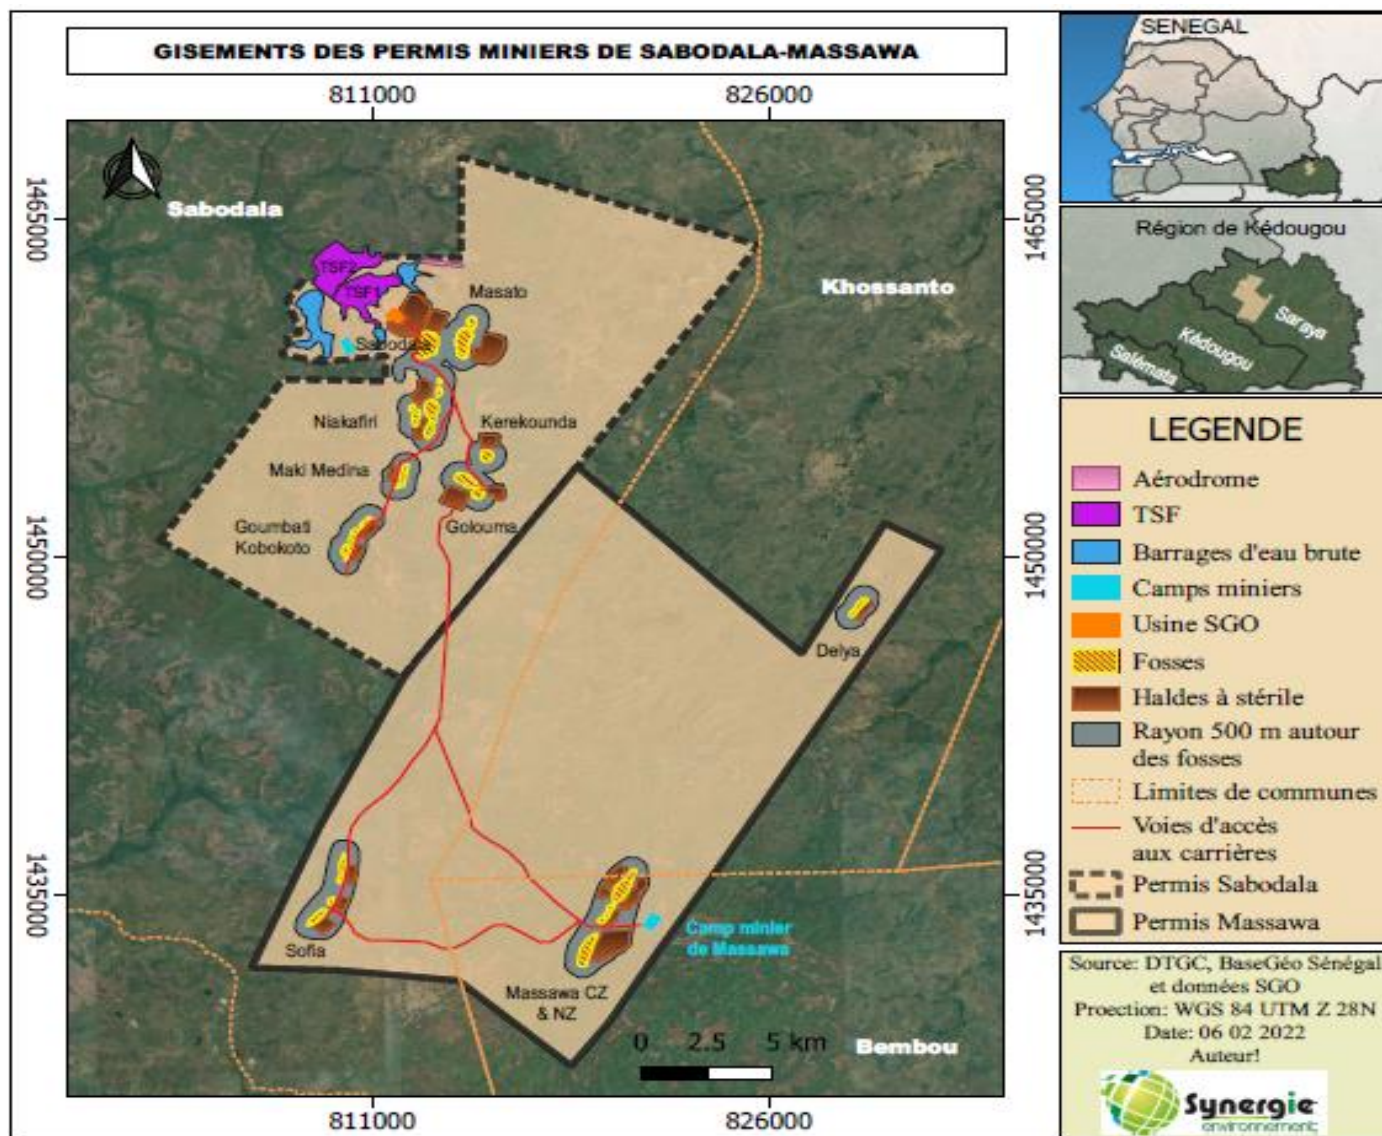 GISEMENTS DES PERMIS MINIERS DE SABODALA-MASSAWA
811000
826000
1465000
1465000
Sabodala
TSF2
TSF1
Masato
Khossanto
Sabodala
Niakafiri
Kerekounda
Maki Medina
Goumbati
Kobokoto
Golouma
1450000
1450000
Delya
1435000
1435000
Sofia
Camp minier
de Massawa
Massawa CZ
& NZ
0 2.5 5 km
Bembou
811000
826000
SENEGAL
Région de Kédougou
Saraya
Kédougou
Salémata
LEGENDE
Aérodrome
TSF
Barrages d'eau brute
Camps miniers
Usine SGO
Fosses
Haldes à stérile
Rayon 500 m autour
des fosses
Limites de communes
Voies d'accès
aux carrières
Permis Sabodala
Permis Massawa
Source: DTGC, BaseGéo Sénégal
et données SGO
Proection: WGS 84 UTM Z 28N
Date: 06 02 2022
Auteur!
Synergie
environnement